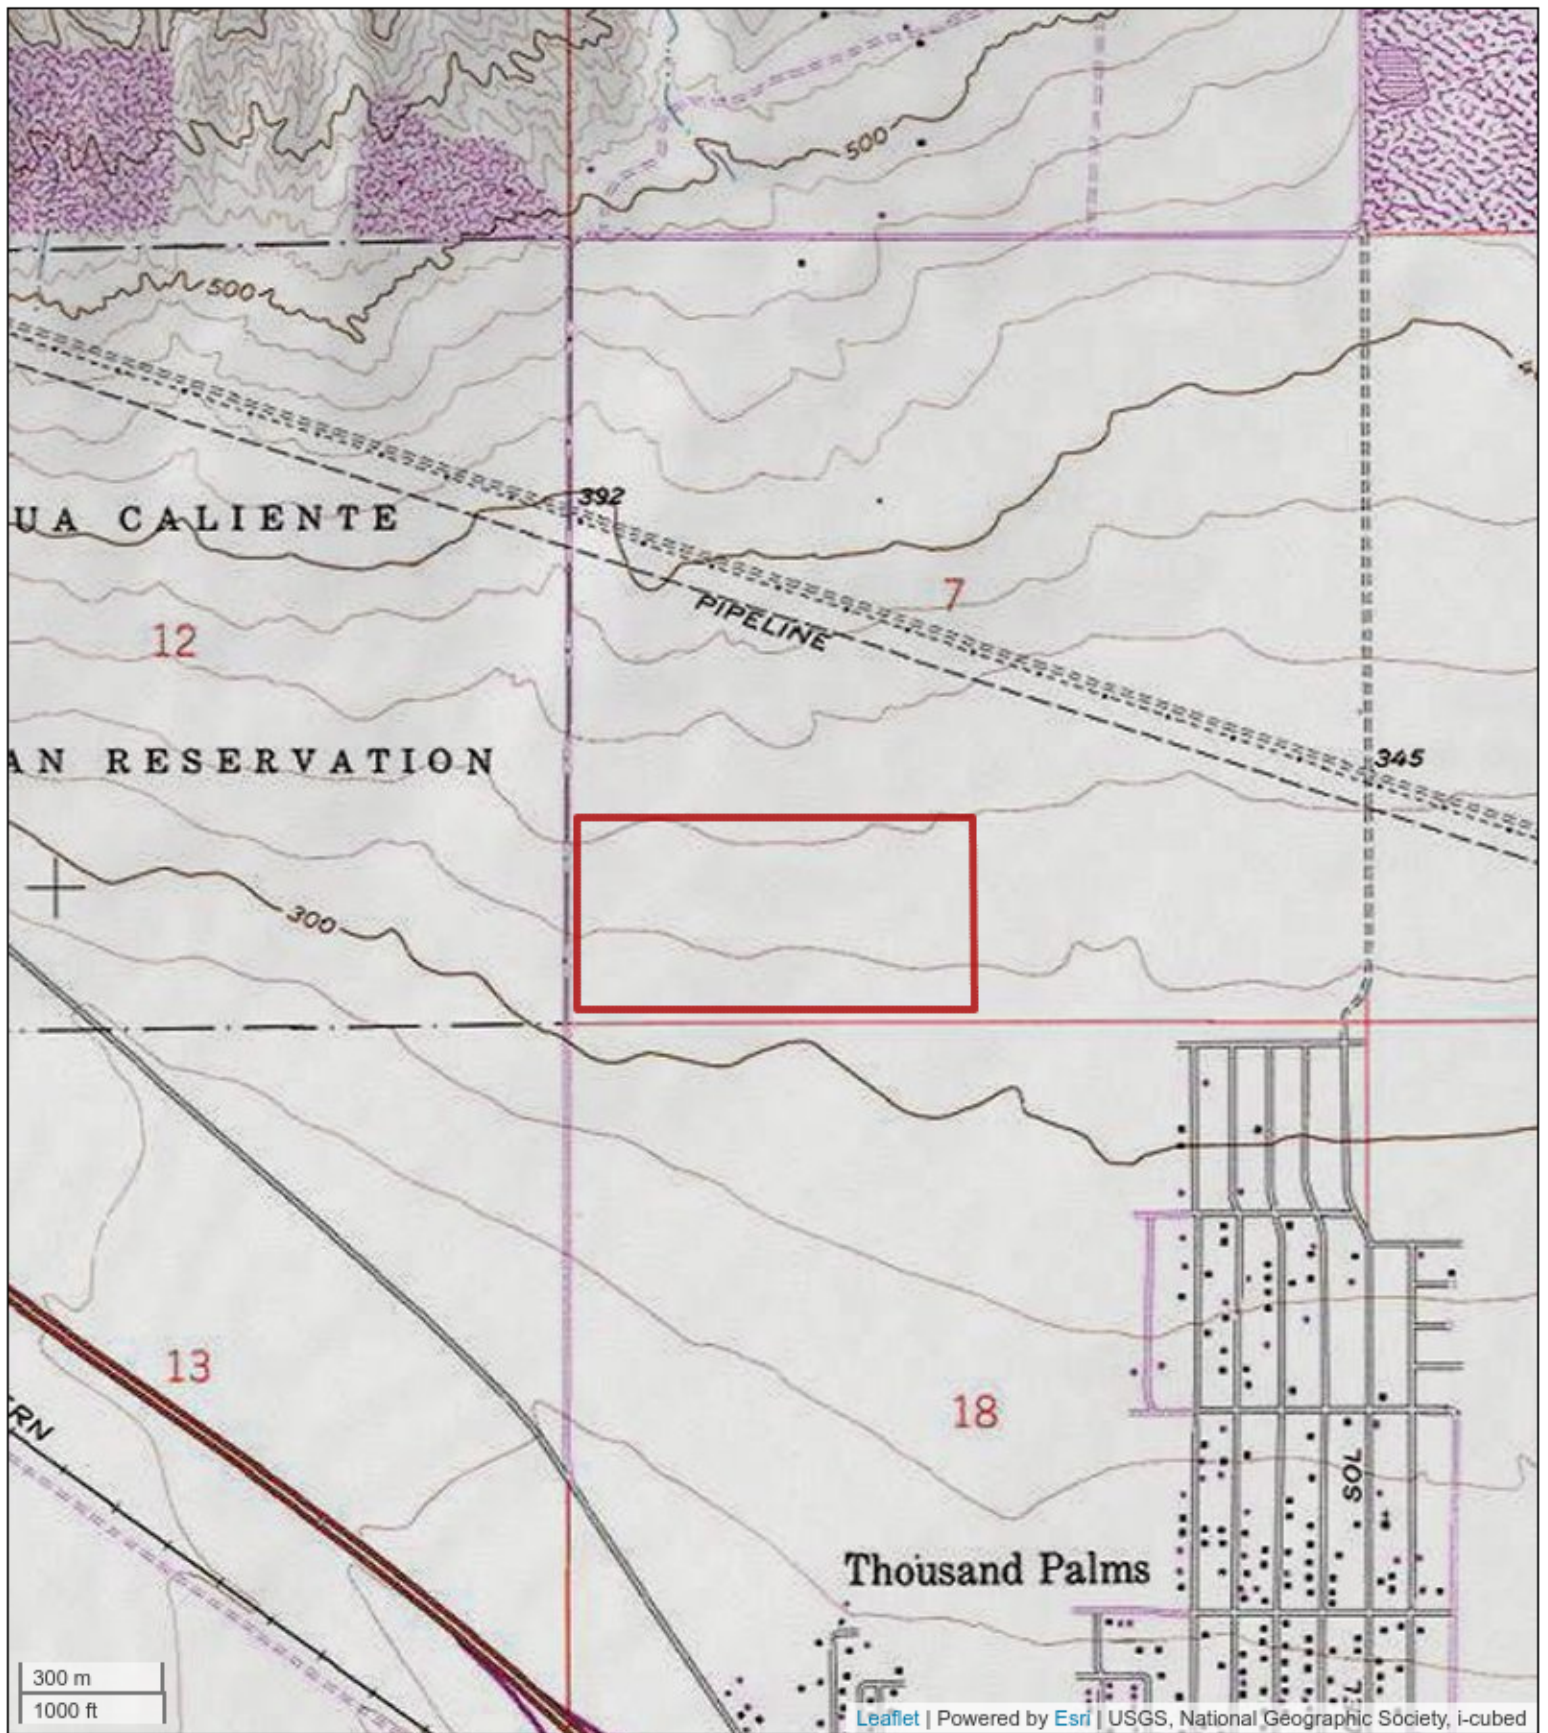 500
500
392
UA CALIENTE
7
PIPELINE
12
345
AN RESERVATION
300
13
18
RN
SOL
Thousand Palms
300 m
1000 ft
Leaflet | Powered by Esri | USGS, National Geographic Society, i-cubed